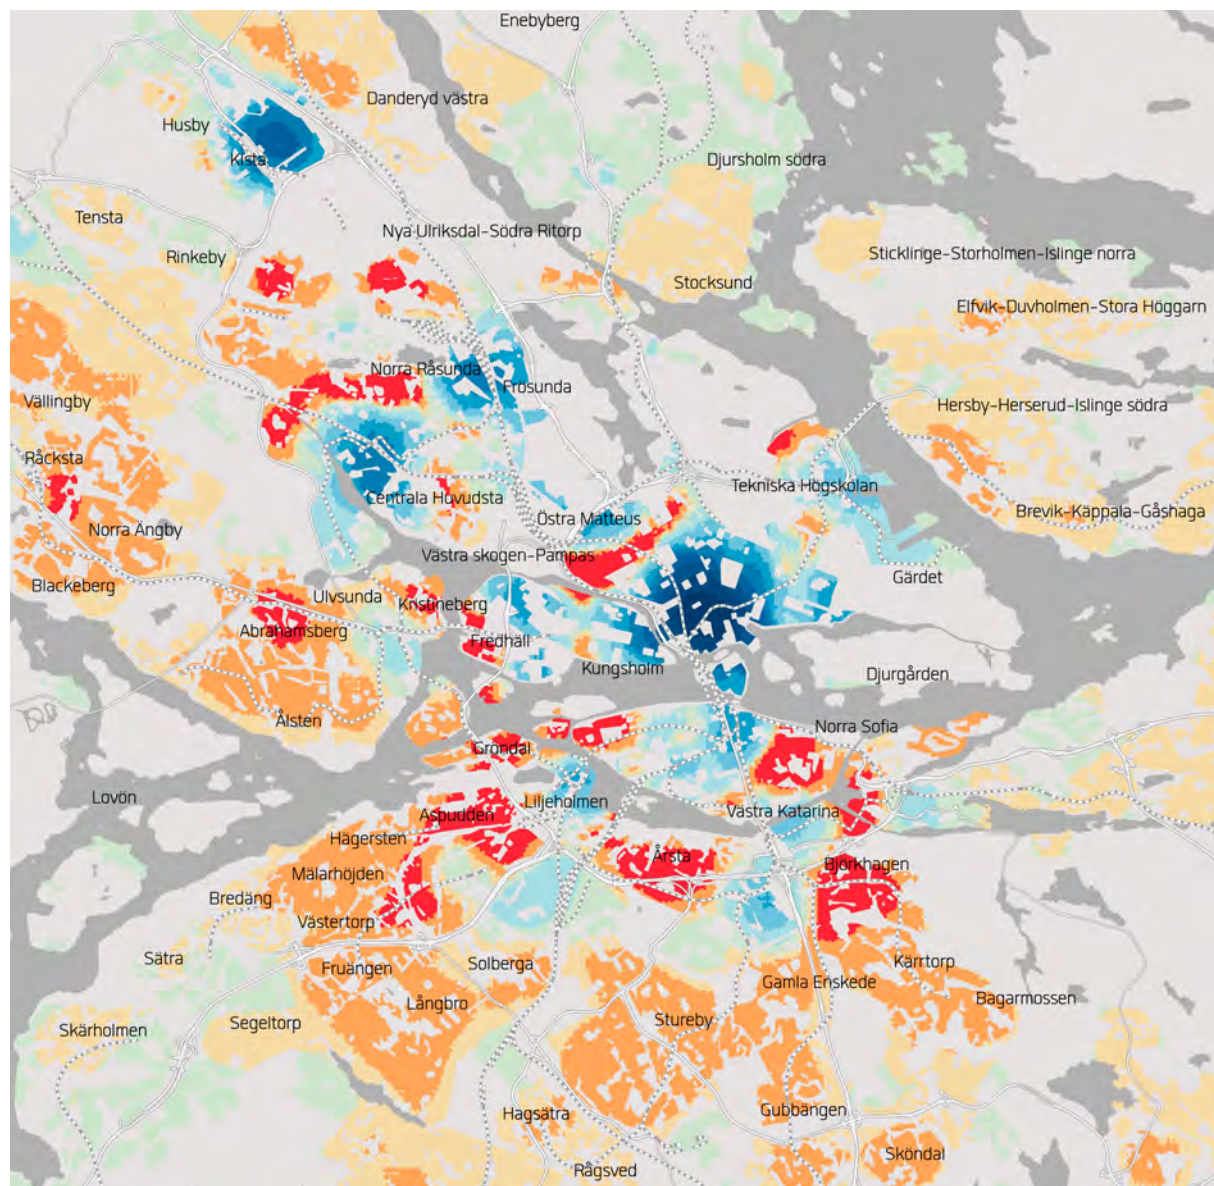 Enebyberg
Danderyd västra
Husby
Kista
Djursholm södra
Tensta
Nya Ulriksdal-Södra Ritorp
Rinkeby
Sticklinge-Storholmen-Islinge norra
Stocksund
Elfvik-Duvholmen-Stora Höggarn
Norra Råsunda
Frösunda
Vällingby
Hersby-Herserud-Islinge södra
Råcksta
Tekniska Högskolan
Centrala Huvudsta
Brevik-Käppala-Gåshaga
Östra Matteus
Norra Ängby
Västra skogen-Pampas
Gärdet
Blackeberg
Ulvsunda
Kristineberg
Abrahamsberg
Fredhäll
Kungsholm
Djurgården
Ålsten
Norra Sofia
Gröndal
Lovön
Liljeholmen
Aspudden
Västra Katarina
Hägersten
Årsta
Björkhagen
Mälarhöjden
Bredäng
Västertorp
Sätra
Fruängen
Solberga
Kärrtorp
Gamla Enskede
Långbro
Bagarmossen
Skärholmen
Segeltorp
Stureby
Hagsätra
Gubbängen
Sköndal
Rågsved